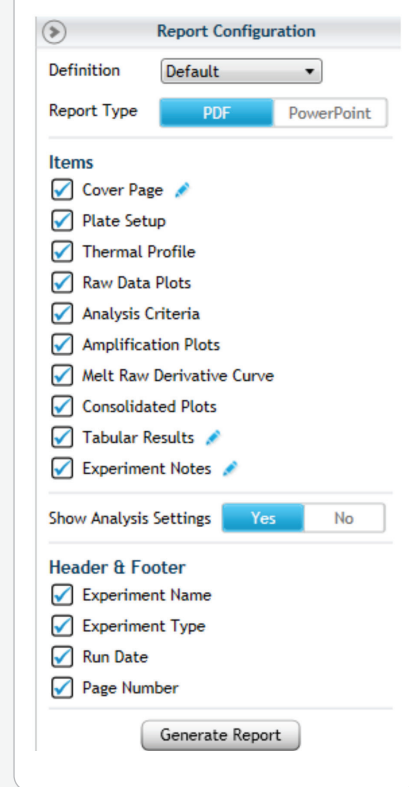 Report Configuration
Definition Default
Report Type PDF PowerPoint
Items
Cover Page
Plate Setup
Thermal Profile
Raw Data Plots
Analysis Criteria
Amplification Plots
Melt Raw Derivative Curve
Consolidated Plots
Tabular Results
Experiment Notes
Show Analysis Settings Yes No
Header & Footer
Experiment Name
Experiment Type
Run Date
Page Number
Generate Report